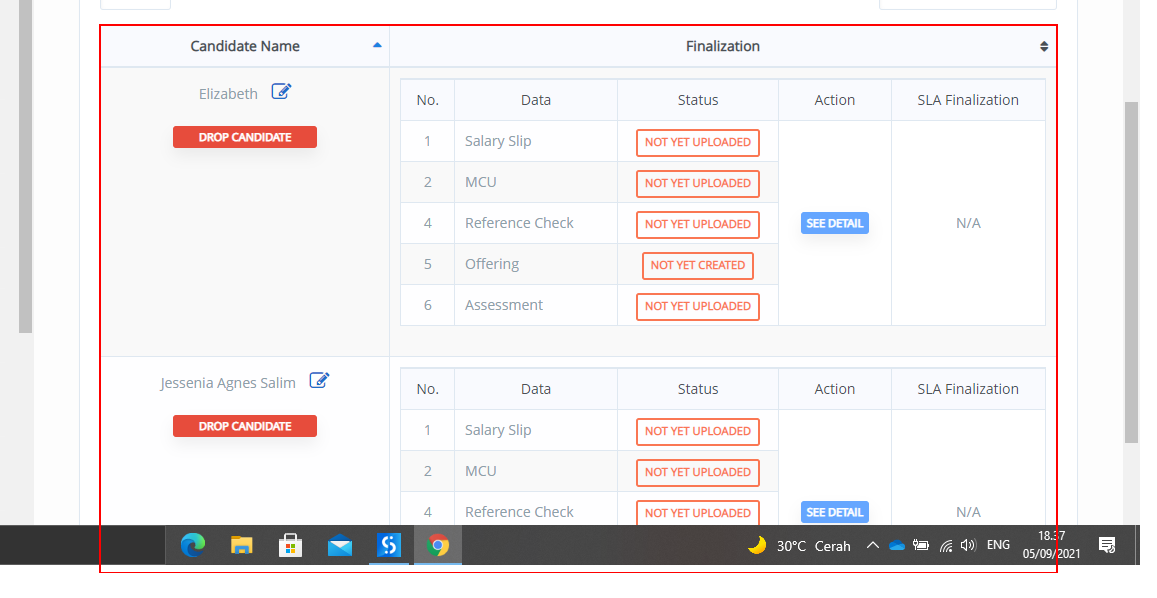 Candidate Name Finalization
Elizabeth
DROP CANDIDATE
No. Data Status Action SLA Finalization
1 Salary Slip NOT YET UPLOADED
2 MCU NOT YET UPLOADED
4 Reference Check NOT YET UPLOADED SEE DETAIL N/A
5 Offering NOT YET CREATED
6 Assessment NOT YET UPLOADED
Jessenia Agnes Salim
DROP CANDIDATE
No. Data Status Action SLA Finalization
1 Salary Slip NOT YET UPLOADED
2 MCU NOT YET UPLOADED
4 Reference Check NOT YET UPLOADED SEE DETAIL N/A
30°C Cerah ENG 18.37
05/09/2021